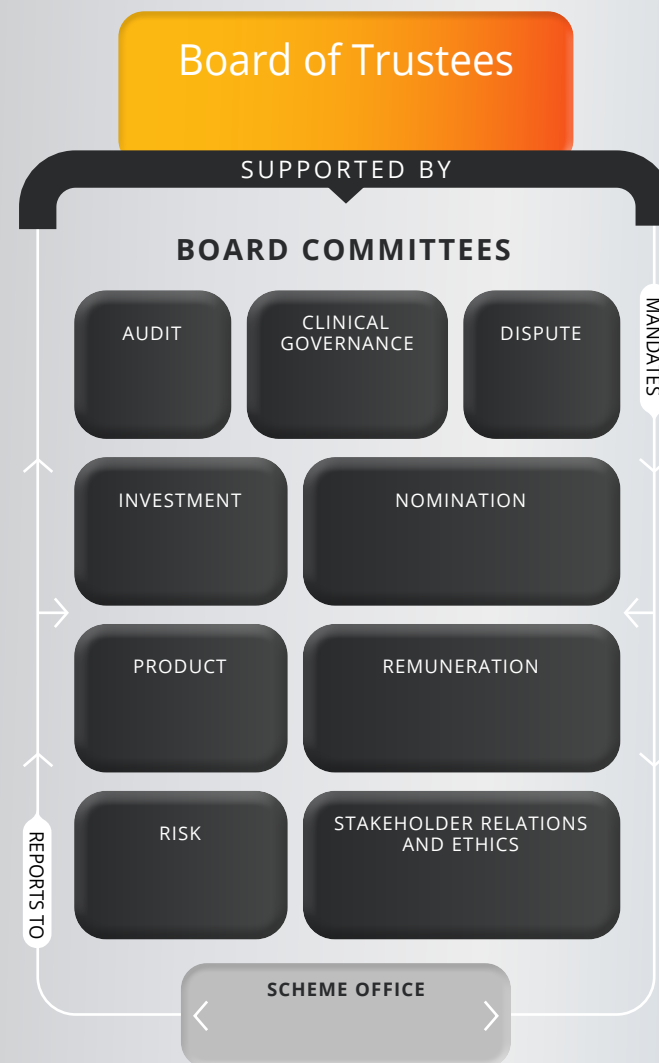 Board of Trustees
SUPPORTED BY
BOARD COMMITTEES
AUDIT
CLINICAL
GOVERNANCE
DISPUTE
MANDATES
INVESTMENT
NOMINATION
PRODUCT
REMUNERATION
RISK
STAKEHOLDER RELATIONS
AND ETHICS
REPORTS TO
SCHEME OFFICE